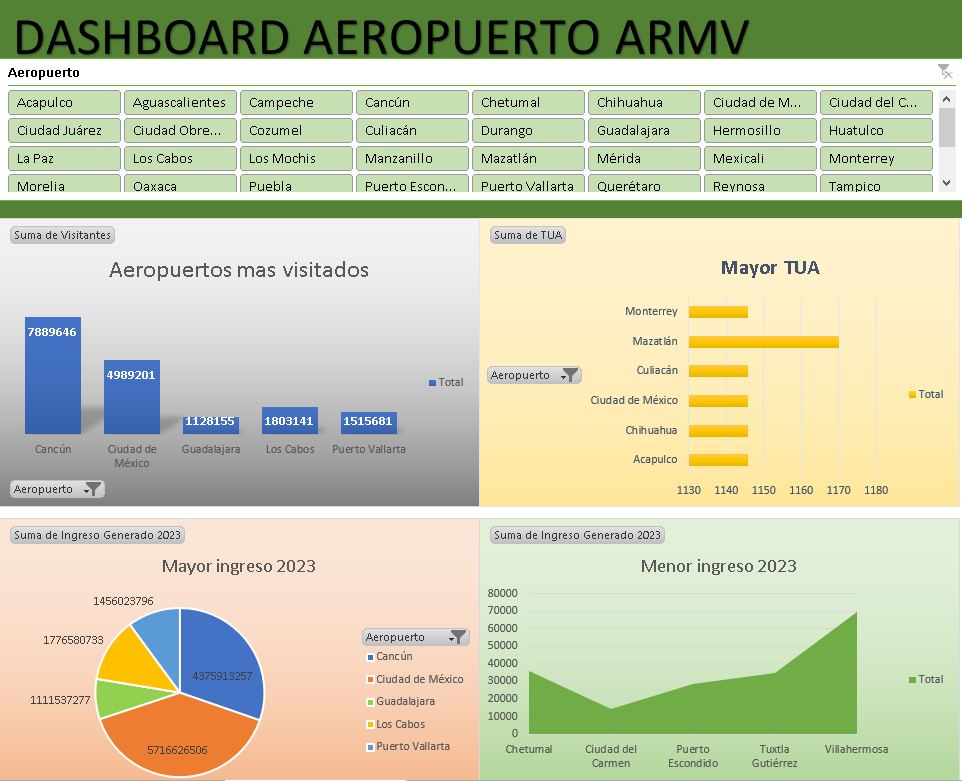 DASHBOARD AEROPUERTO ARMV
Aeropuerto
Acapulco Aguascalientes Campeche Cancún Chetumal Chihuahua Ciudad de M... Ciudad del C...
Ciudad Juárez Ciudad Obre... Cozumel Culiacán Durango Guadalajara Hermosillo Huatulco
La Paz Los Cabos Los Mochis Manzanillo Mazatlán Mérida Mexicali Monterrey
Morelia Oaxaca Puebla Puerto Escon... Puerto Vallarta Querétaro Reynosa Tampico
Suma de Visitantes
Aeropuertos mas visitados
7889646
4989201
1128155
1803141
1515681
Total
Cancún
Ciudad de
México
Guadalajara
Los Cabos
Puerto Vallarta
Aeropuerto
Suma de TUA
Mayor TUA
Monterrey
Mazatlán
Culiacán
Ciudad de México
Chihuahua
Acapulco
Aeropuerto
Total
1130 1140 1150 1160 1170 1180
Suma de Ingreso Generado 2023
Mayor ingreso 2023
1456023796
1776580733
1111537277
4375913257
5716626506
Aeropuerto
Cancún
Ciudad de México
Guadalajara
Los Cabos
Puerto Vallarta
Suma de Ingreso Generado 2023
Menor ingreso 2023
80000
70000
60000
50000
40000
30000
20000
10000
0
Chetumal
Ciudad del
Carmen
Puerto
Escondido
Tuxtla
Gutiérrez
Villahermosa
Total